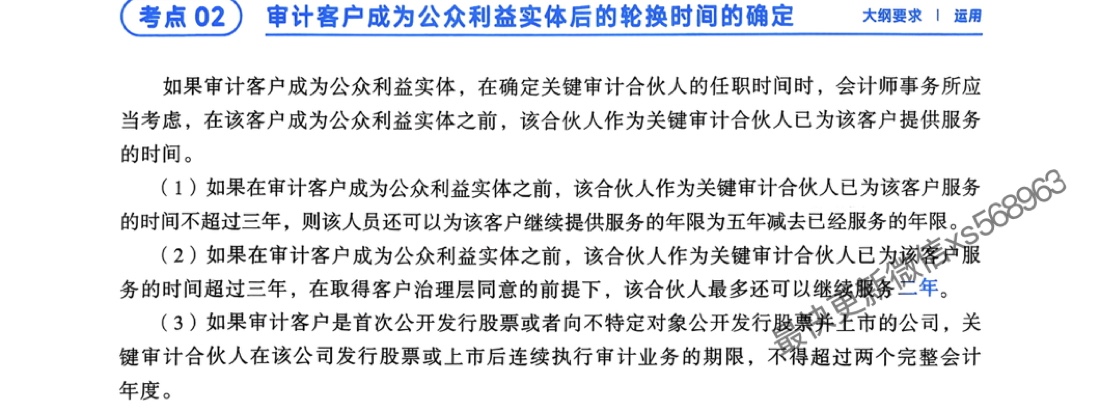 考点 02 审计客户成为公众利益实体后的轮换时间的确定 大纲要求 | 运用
如果审计客户成为公众利益实体，在确定关键审计合伙人的任职时间时，会计师事务所应
当考虑，在该客户成为公众利益实体之前，该合伙人作为关键审计合伙人已为该客户提供服务
的时间。
（1）如果在审计客户成为公众利益实体之前，该合伙人作为关键审计合伙人已为该客户服务
的时间不超过三年，则该人员还可以为该客户继续提供服务的年限为五年减去已经服务的年限。
（2）如果在审计客户成为公众利益实体之前，该合伙人作为关键审计合伙人已为该客户服
务的时间超过三年，在取得客户治理层同意的前提下，该合伙人最多还可以继续服务二年。
（3）如果审计客户是首次公开发行股票或者向不特定对象公开发行股票并上市的公司，关
键审计合伙人在该公司发行股票或上市后连续执行审计业务的期限，不得超过两个完整会计
年度。
最快更新微信xs568963